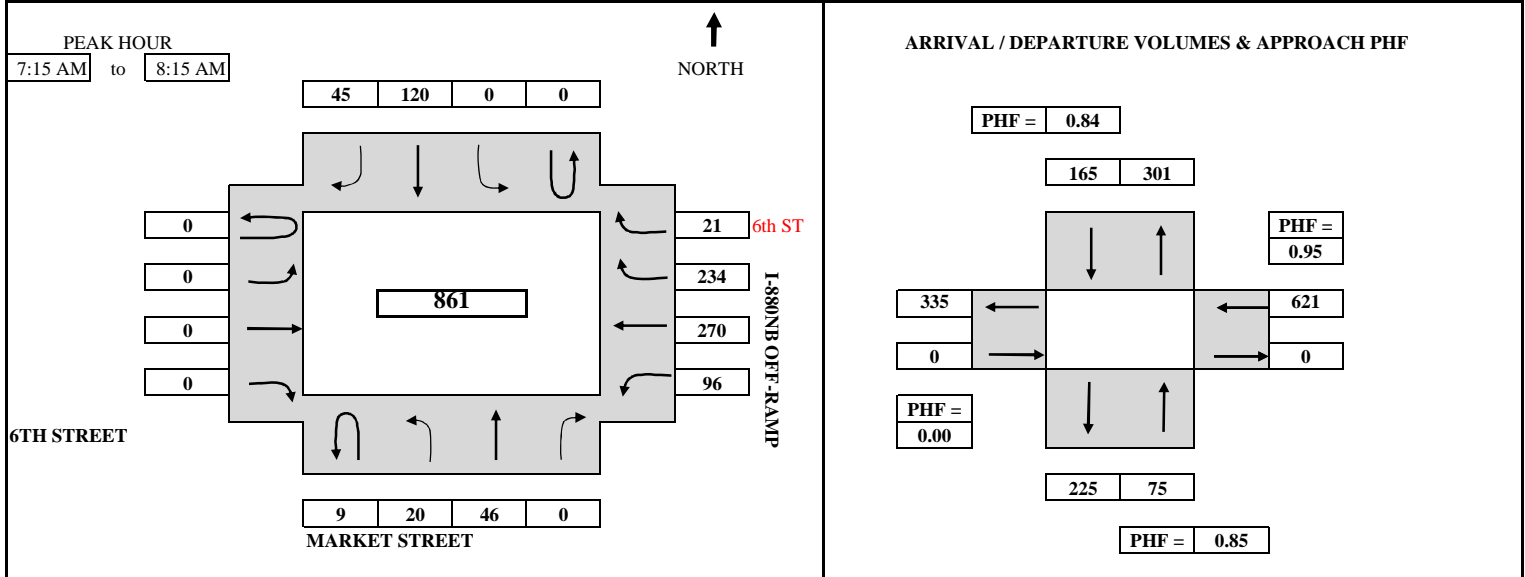 PEAK HOUR
7:15 AM to 8:15 AM
NORTH
45 120 0 0
0 21 6th ST
0 234
861
0 270
0 96
I-880NB OFF-RAMP
6TH STREET
9 20 46 0
MARKET STREET
ARRIVAL / DEPARTURE VOLUMES & APPROACH PHF
PHF = 0.84
165 301
PHF =
0.95
335 621
0 0
PHF =
0.00
225 75
PHF = 0.85